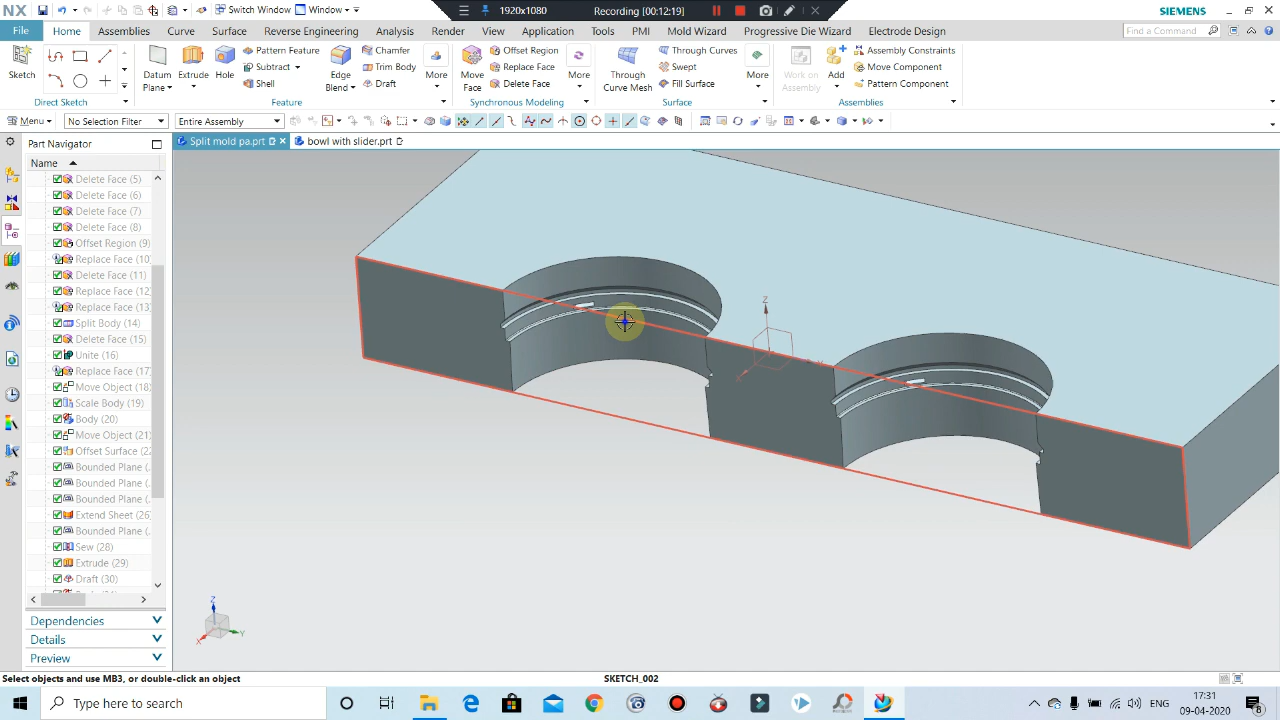 NX
Switch Window
Window
1920x1080
Recording [00:12:19]
SIEMENS
File
Home
Assemblies
Curve
Surface
Reverse Engineering
Analysis
Render
View
Application
Tools
PMI
Mold Wizard
Progressive Die Wizard
Electrode Design
Find a Command
Sketch
Direct Sketch
Datum Plane
Extrude
Hole
Pattern Feature
Subtract
Shell
Edge Blend
Chamfer
Trim Body
Draft
More
Feature
Move Face
Offset Region
Replace Face
Delete Face
More
Synchronous Modeling
Through Curve Mesh
Through Curves
Swept
Fill Surface
More
Surface
Work on Assembly
Add
Assembly Constraints
Move Component
Pattern Component
Assemblies
Menu
No Selection Filter
Entire Assembly
Part Navigator
Split mold pa.prt
bowl with slider.prt
Name
Delete Face (5)
Delete Face (6)
Delete Face (7)
Delete Face (8)
Offset Region (9)
Replace Face (10
Delete Face (11)
Replace Face (12
Replace Face (13
Split Body (14)
Delete Face (15)
Unite (16)
Replace Face (17
Move Object (18)
Scale Body (19)
Body (20)
Move Object (21)
Offset Surface (22
Bounded Plane (.
Bounded Plane (.
Bounded Plane (.
Extend Sheet (26)
Bounded Plane (.
Sew (28)
Extrude (29)
Draft (30)
Dependencies
Details
Preview
Z
Z
X
Y
Select objects and use MB3, or double-click an object
SKETCH_002
Type here to search
17:31
09-04-2020